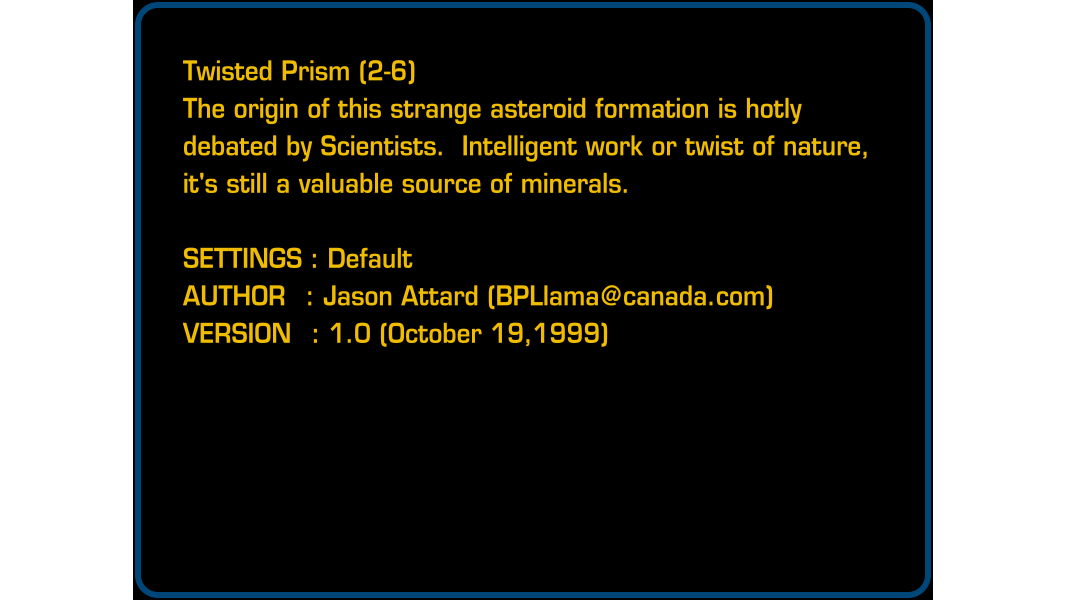 Twisted Prism (2-6)
The origin of this strange asteroid formation is hotly
debated by Scientists.  Intelligent work or twist of nature,
it's still a valuable source of minerals.
SETTINGS : Default
AUTHOR  : Jason Attard (BPLlama@canada.com)
VERSION  : 1.0 (October 19,1999)